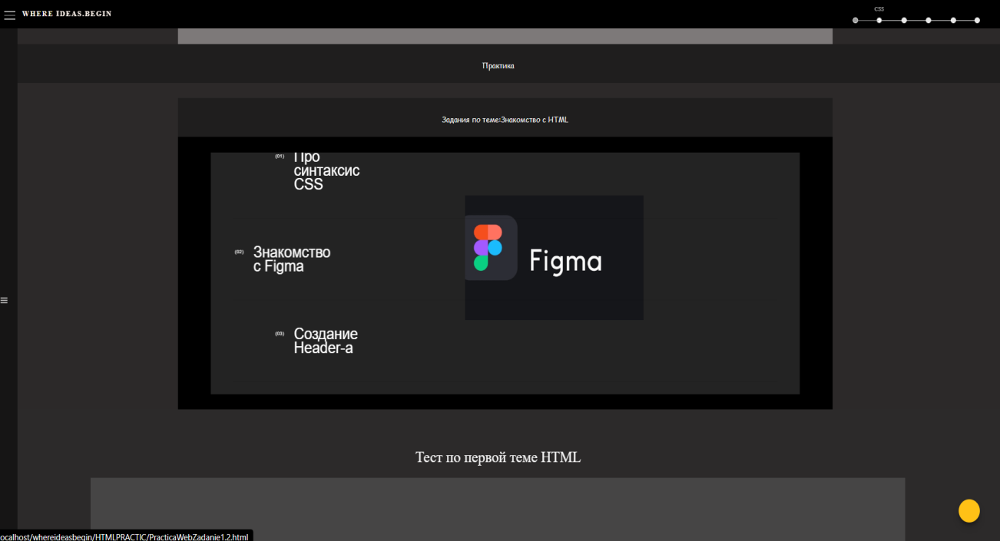 WHERE IDEAS.BEGIN
CSS
Практика
Задания по теме:Знакомство с HTML
(01) Про
синтаксис
CSS
(02) Знакомство
с Figma
Figma
(03) Создание
Header-а
Тест по первой теме HTML
ocalhost/whereideasbegin/HTMLPRACTIC/PracticaWebZadanie1.2.html